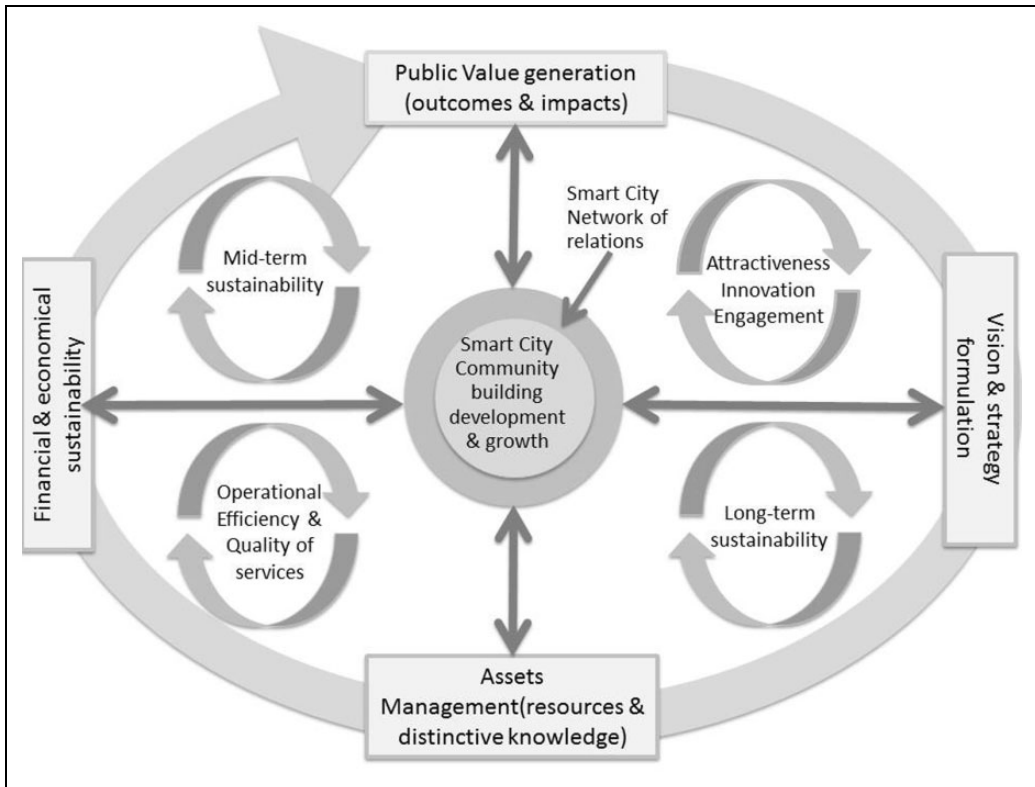 Public Value generation
(outcomes & impacts)
Smart City
Network of
relations
Mid-term
sustainability
Attractiveness
Innovation
Engagement
Financial & economical
sustainability
Smart City
Community
building
development
& growth
Vision & strategy
formulation
Operational
Efficiency &
Quality of
services
Long-term
sustainability
Assets
Management(resources &
distinctive knowledge)